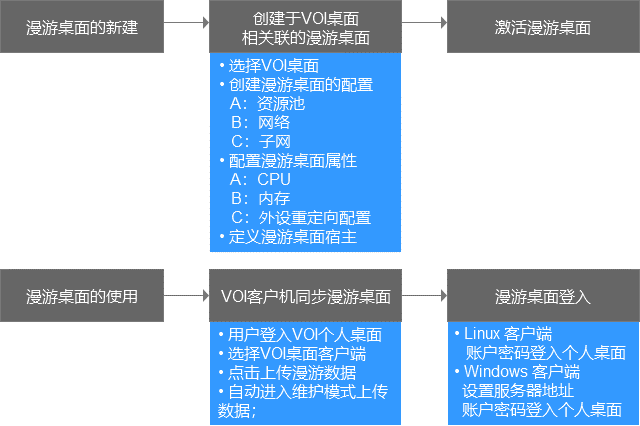 漫游桌面的新建
创建于VOI桌面
相关联的漫游桌面
激活漫游桌面
• 选择VOI桌面
• 创建漫游桌面的配置
A：资源池
B：网络
C：子网
• 配置漫游桌面属性
A：CPU
B：内存
C：外设重定向配置
• 定义漫游桌面宿主
漫游桌面的使用
VOI客户机同步漫游桌面
漫游桌面登入
• 用户登入VOI个人桌面
• 选择VOI桌面客户端
• 点击上传漫游数据
• 自动进入维护模式上传
数据；
• Linux 客户端
账户密码登入个人桌面
• Windows 客户端
设置服务器地址
账户密码登入个人桌面